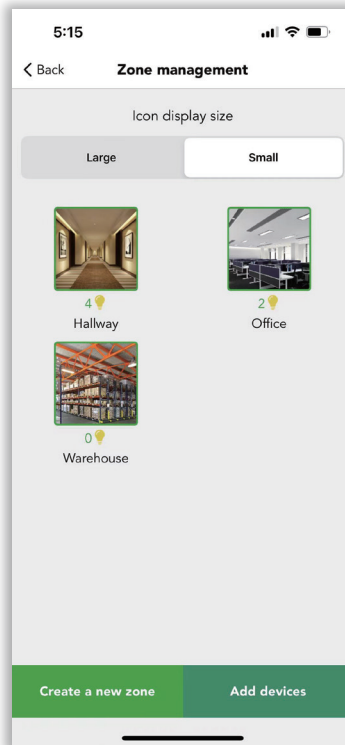 5:15
Back Zone management
Icon display size
Large Small
4 2
Hallway Office
0
Warehouse
Create a new zone Add devices